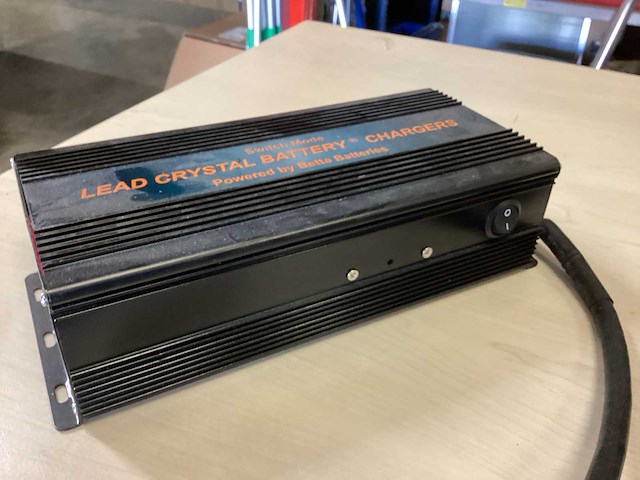 Switch Mode
LEAD CRYSTAL BATTERY® CHARGERS
Powered by Betta Batteries
O
I